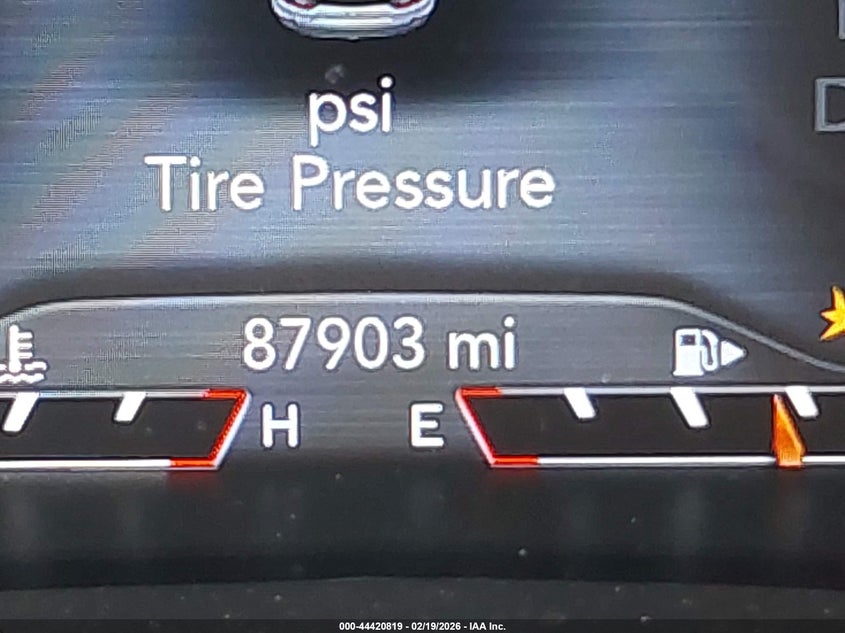 psi
Tire Pressure
87903 mi
H E
000-44420819 - 02/19/2026 - IAA Inc.